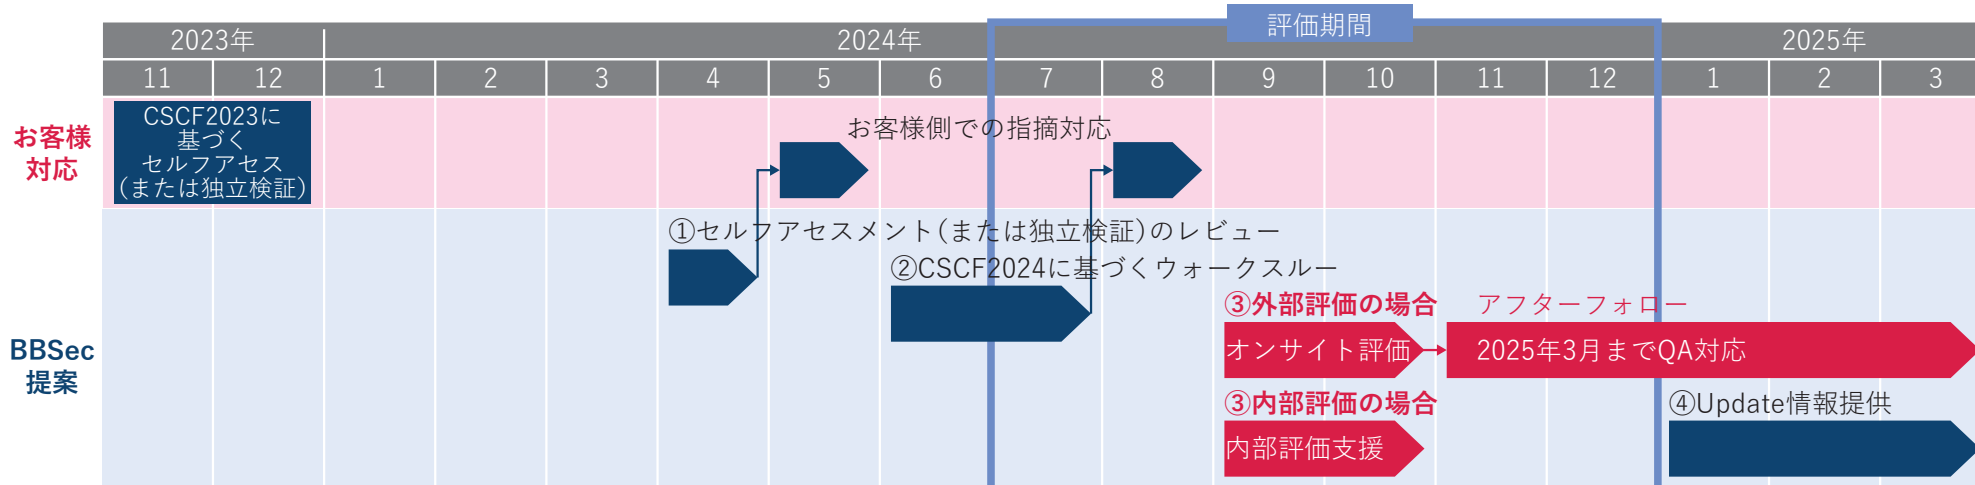 評価期間
2023年
2024年
2025年
11 12 1 2 3 4 5 6 7 8 9 10 11 12 1 2 3
お客様
対応
CSCF2023に
基づく
セルフアセス
(または独立検証)
お客様側での指摘対応
BBSec
提案
①セルフアセスメント(または独立検証)のレビュー
②CSCF2024に基づくウォークスルー
③外部評価の場合
アフターフォロー
オンサイト評価
2025年3月までQA対応
③内部評価の場合
④Update情報提供
内部評価支援